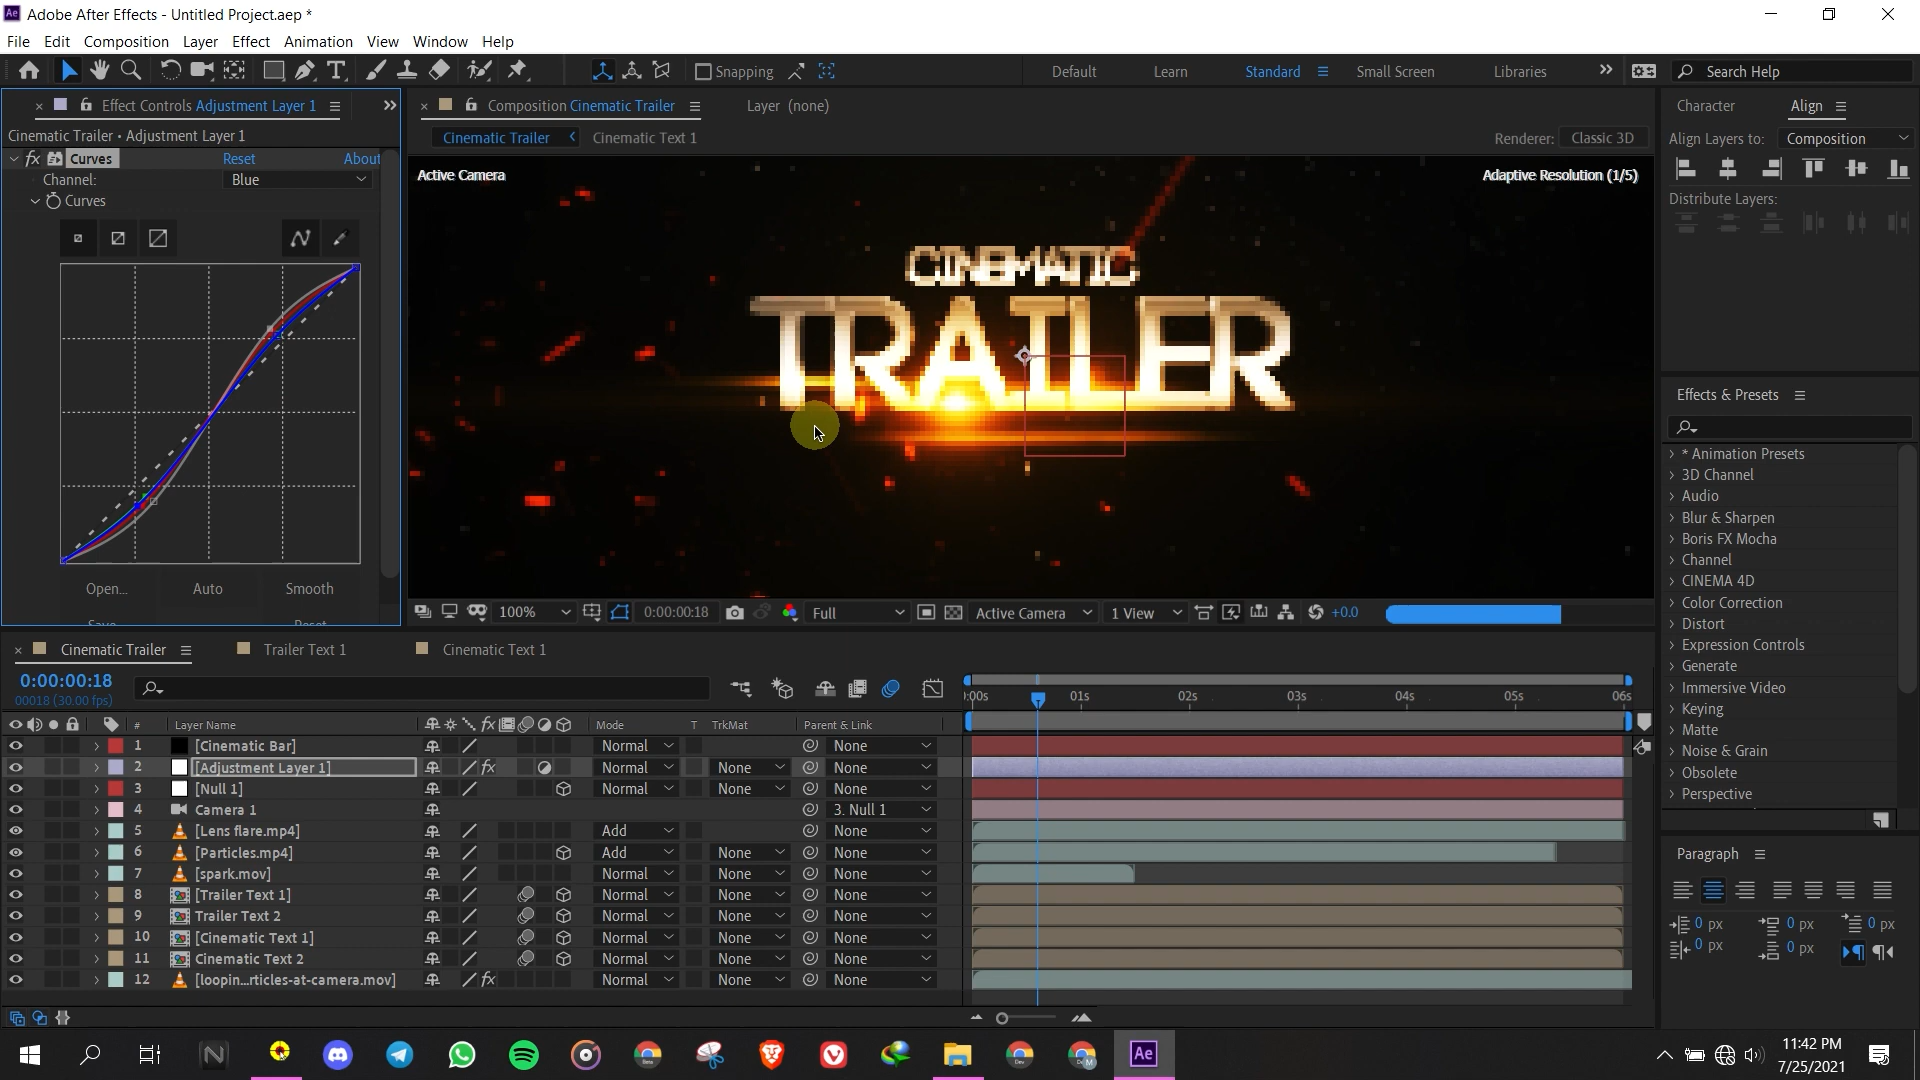 Adobe After Effects - Untitled Project.aep *
File Edit Composition Layer Effect Animation View Window Help
Snapping Default Learn Standard Small Screen Libraries Search Help
Effect Controls Adjustment Layer 1
Cinematic Trailer • Adjustment Layer 1
fx Curves Reset About
Channel: Blue
Curves
Open... Auto Smooth
Composition Cinematic Trailer Layer (none)
Cinematic Trailer Cinematic Text 1 Renderer: Classic 3D
Active Camera Adaptive Resolution (1/5)
CINEMATIC
TRAILER
100% 0:00:00:18 Full Active Camera 1 View +0.0
Character Align
Align Layers to: Composition
Distribute Layers:
Effects & Presets
* Animation Presets
3D Channel
Audio
Blur & Sharpen
Boris FX Mocha
Channel
CINEMA 4D
Color Correction
Distort
Expression Controls
Generate
Immersive Video
Keying
Matte
Noise & Grain
Obsolete
Perspective
Paragraph
0 px 0 px 0 px
0 px 0 px
Cinematic Trailer Trailer Text 1 Cinematic Text 1
0:00:00:18
00018 (30.00 fps)
:00s 01s 02s 03s 04s 05s 06s
# Layer Name fx Mode T TrkMat Parent & Link
1 [Cinematic Bar] Normal None
2 [Adjustment Layer 1] fx Normal None None
3 [Null 1] Normal None None
4 Camera 1 3. Null 1
5 [Lens flare.mp4] Add None
6 [Particles.mp4] Add None None
7 [spark.mov] Normal None None
8 [Trailer Text 1] Normal None None
9 Trailer Text 2 Normal None None
10 [Cinematic Text 1] Normal None None
11 Cinematic Text 2 Normal None None
12 [loopin...rticles-at-camera.mov] fx Normal None None
Ae
11:42 PM
7/25/2021